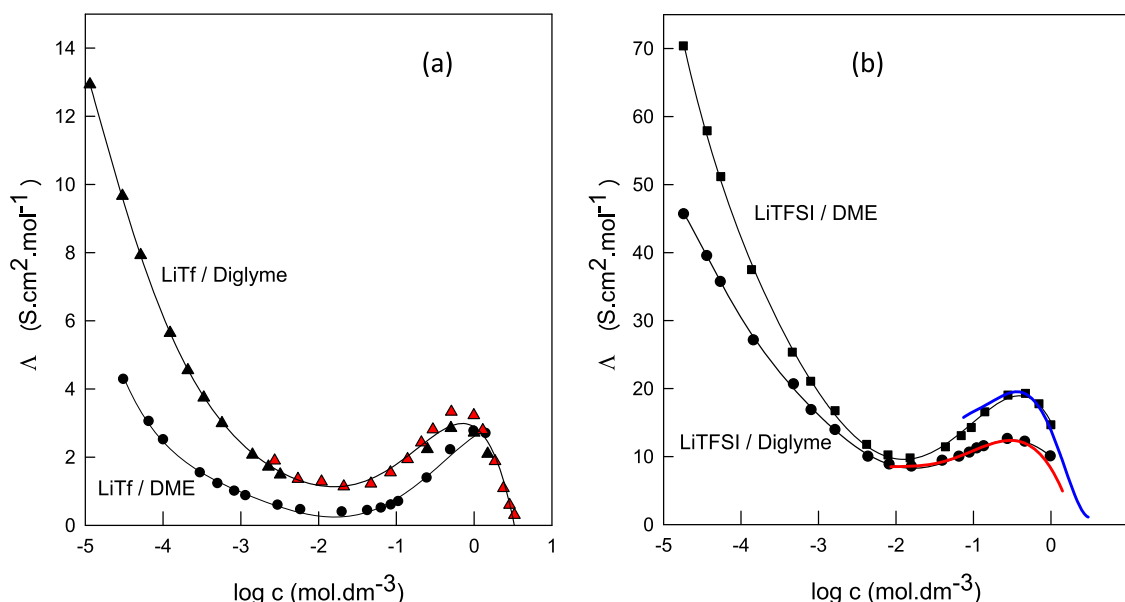 (a)
14
12
10
8
6
4
2
0
Λ (S.cm².mol⁻¹)
LiTf / Diglyme
LiTf / DME
-5 -4 -3 -2 -1 0 1
log c (mol.dm⁻³)
(b)
70
60
50
40
30
20
10
0
Λ (S.cm².mol⁻¹)
LiTFSI / DME
LiTFSI / Diglyme
-5 -4 -3 -2 -1 0
log c (mol.dm⁻³)